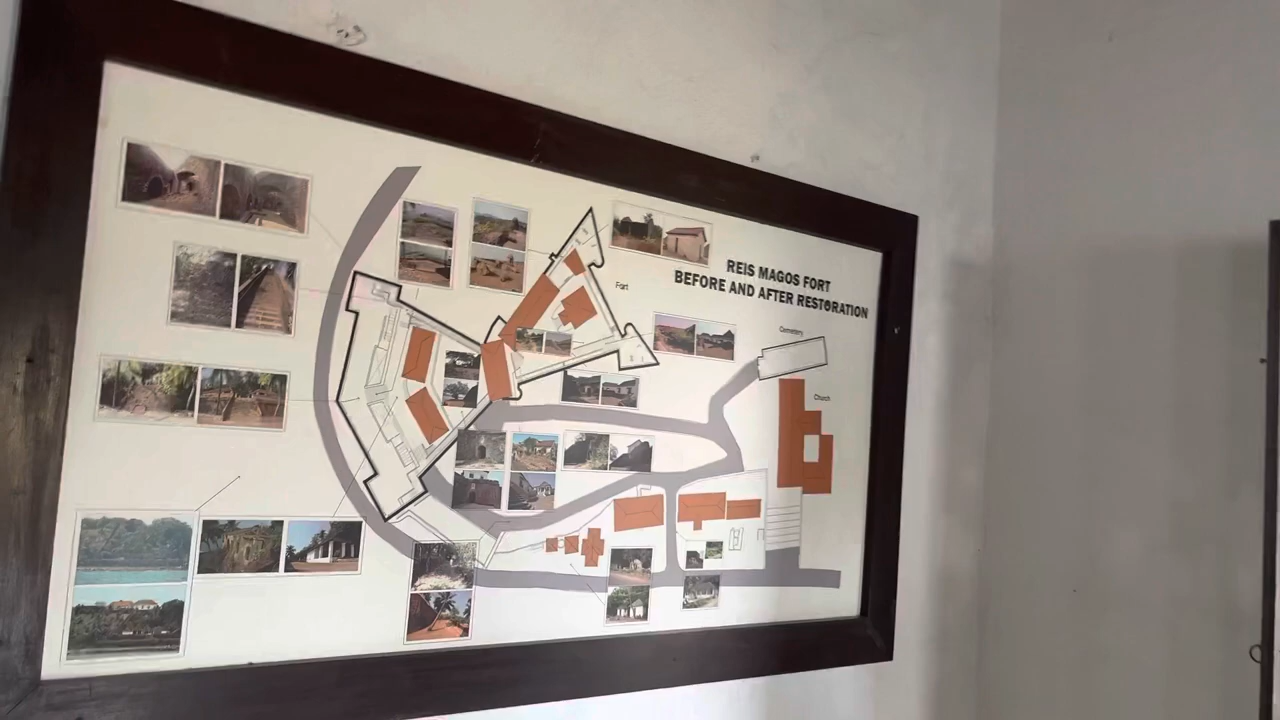 REIS MAGOS FORT
BEFORE AND AFTER RESTORATION
Fort
Cemetery
Church